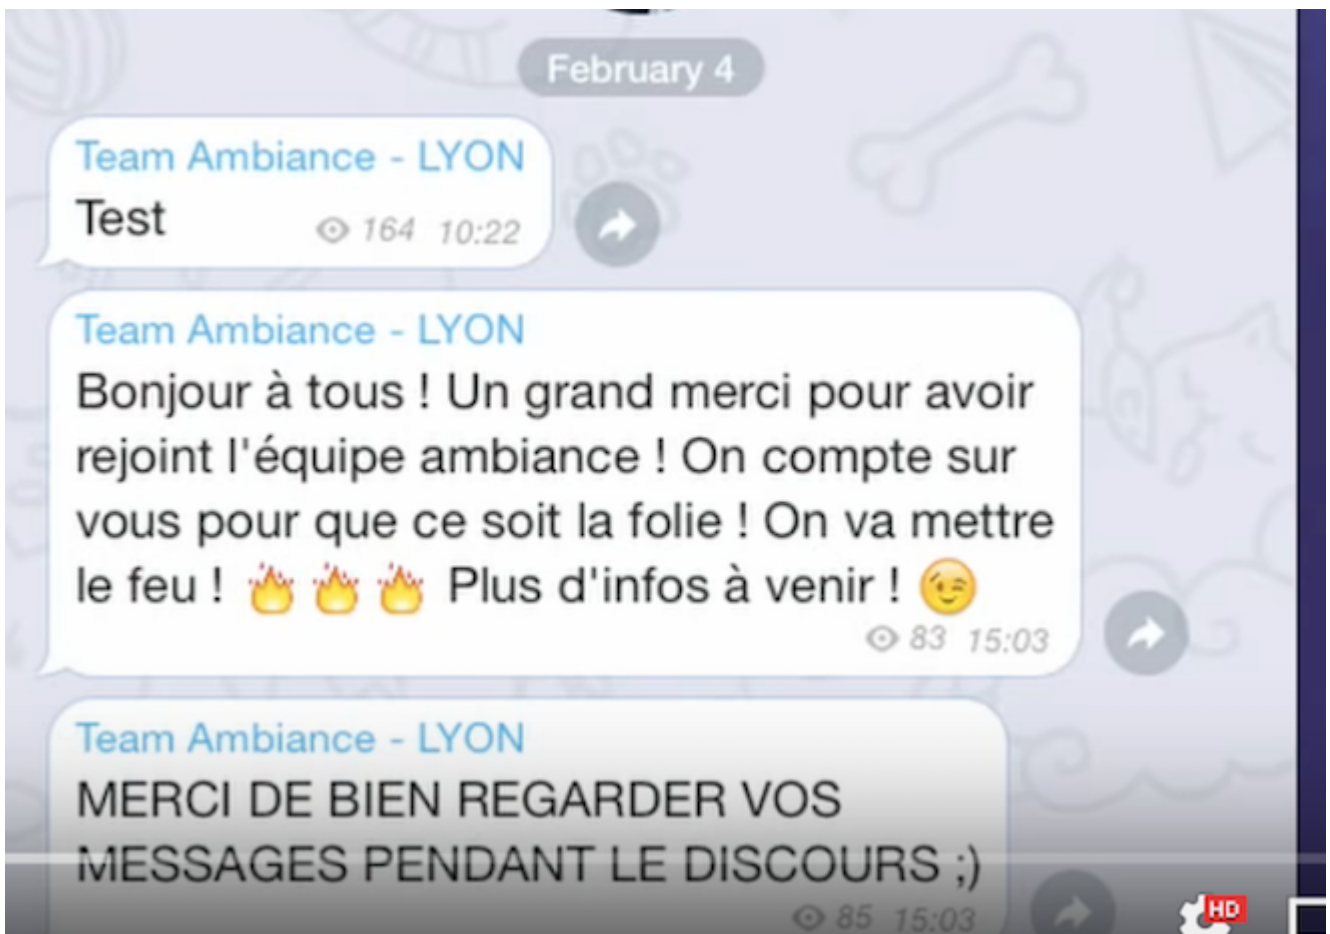 February 4
Team Ambiance - LYON
Test
164 10:22
Team Ambiance - LYON
Bonjour à tous ! Un grand merci pour avoir
rejoint l'équipe ambiance ! On compte sur
vous pour que ce soit la folie ! On va mettre
le feu ! 🔥 🔥 🔥 Plus d'infos à venir ! 😉
83 15:03
Team Ambiance - LYON
MERCI DE BIEN REGARDER VOS
MESSAGES PENDANT LE DISCOURS ;)
85 15:03
HD